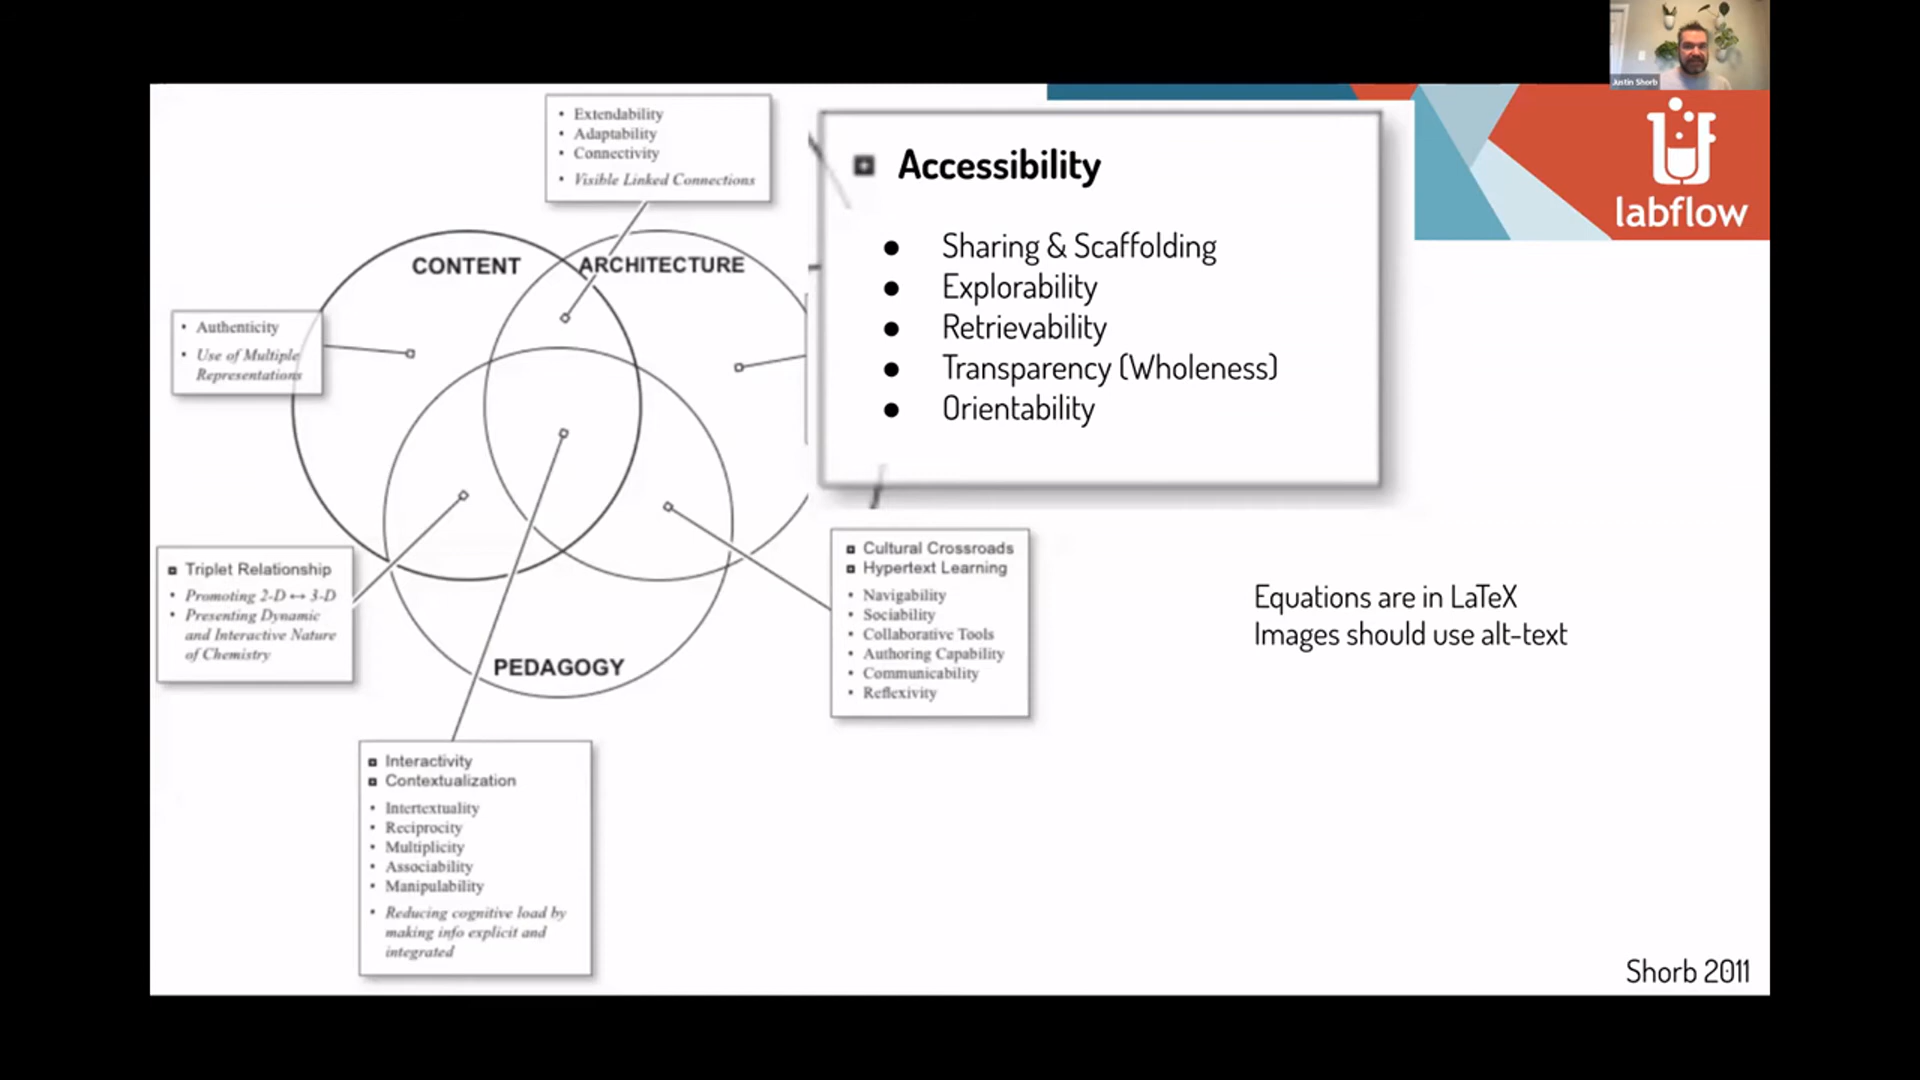 Justin Shorb
labflow
• Extendability
• Adaptability
• Connectivity
• Visible Linked Connections
Accessibility
● Sharing & Scaffolding
● Explorability
● Retrievability
● Transparency (Wholeness)
● Orientability
CONTENT
ARCHITECTURE
• Authenticity
• Use of Multiple
Representations
Triplet Relationship
• Promoting 2-D ↔ 3-D
• Presenting Dynamic
and Interactive Nature
of Chemistry
PEDAGOGY
Cultural Crossroads
Hypertext Learning
• Navigability
• Sociability
• Collaborative Tools
• Authoring Capability
• Communicability
• Reflexivity
Equations are in LaTeX
Images should use alt-text
Interactivity
Contextualization
• Intertextuality
• Reciprocity
• Multiplicity
• Associability
• Manipulability
• Reducing cognitive load by
making info explicit and
integrated
Shorb 2011